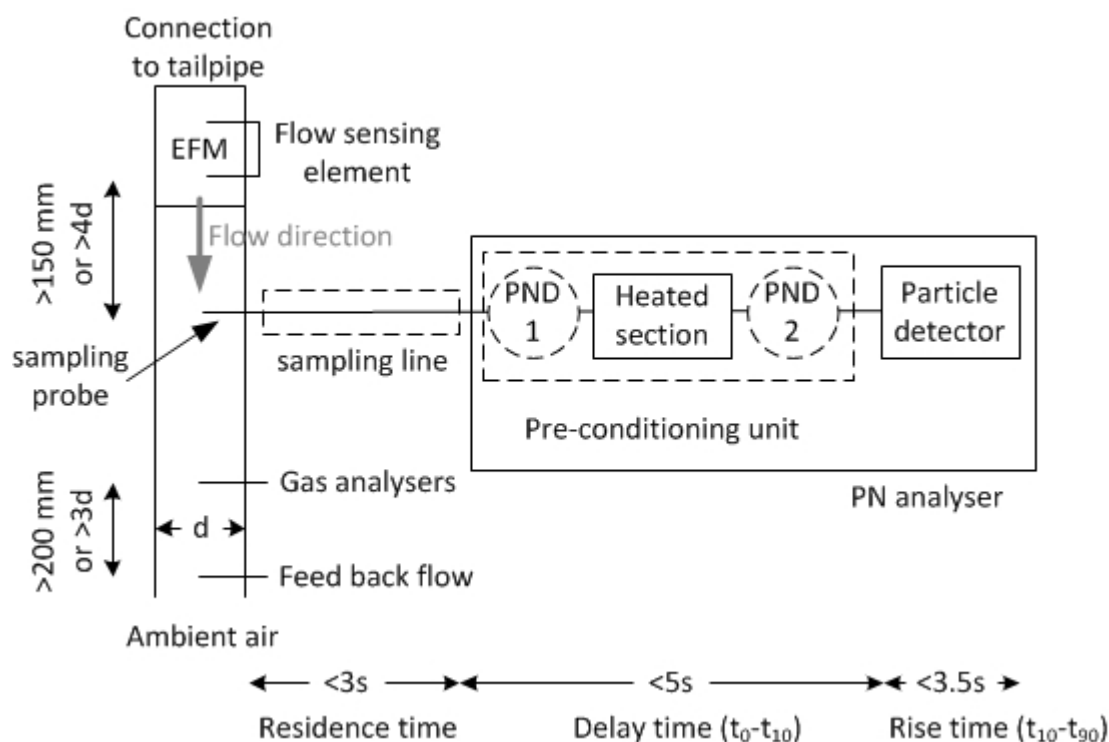 Connection
to tailpipe
EFM
Flow sensing
element
>150 mm
or >4d
Flow direction
sampling
probe
sampling line
PND
1
Heated
section
PND
2
Particle
detector
Pre-conditioning unit
PN analyser
Gas analysers
>200 mm
or >3d
d
Feed back flow
Ambient air
<3s
<5s
<3.5s
Residence time
Delay time (t₀-t₁₀)
Rise time (t₁₀-t₉₀)